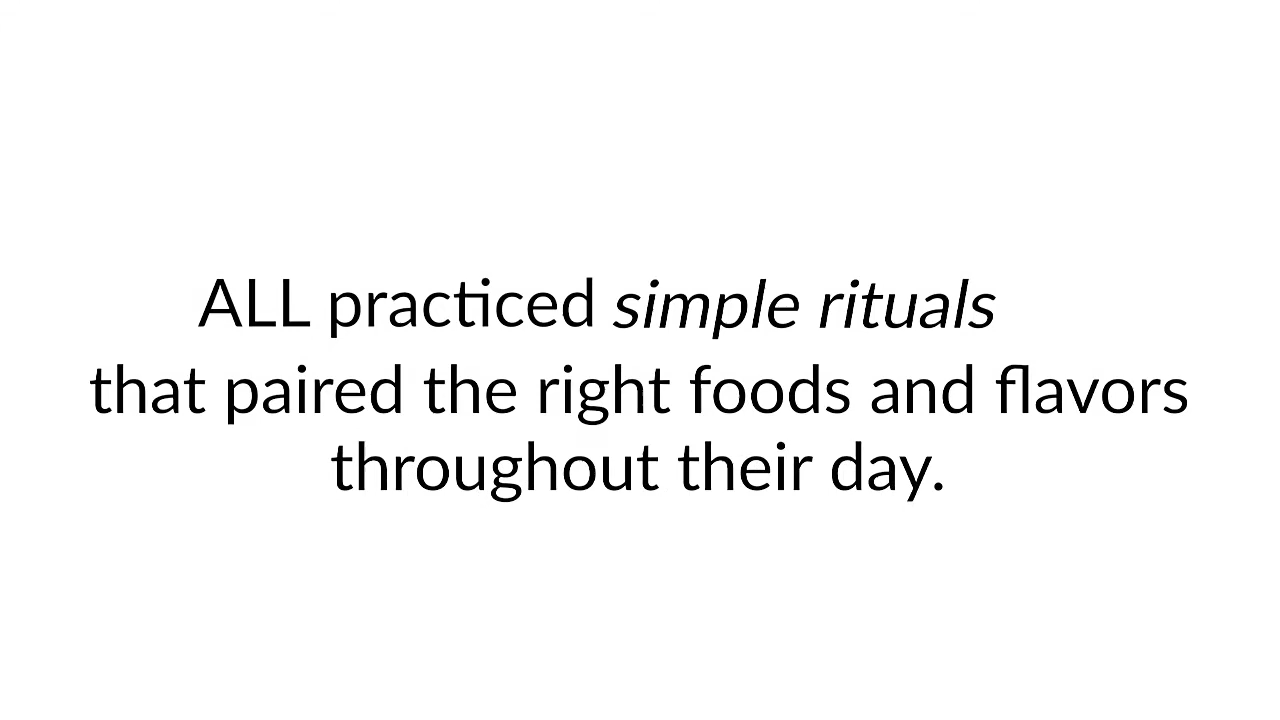 ALL practiced simple rituals
that paired the right foods and flavors
throughout their day.